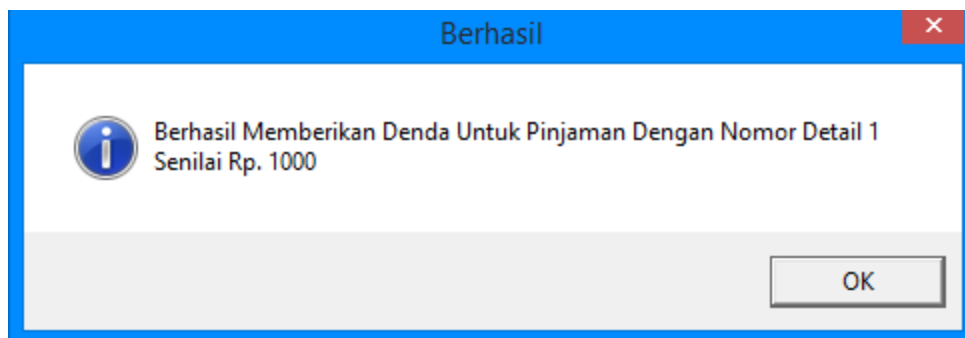 Berhasil
Berhasil Memberikan Denda Untuk Pinjaman Dengan Nomor Detail 1
Senilai Rp. 1000
OK